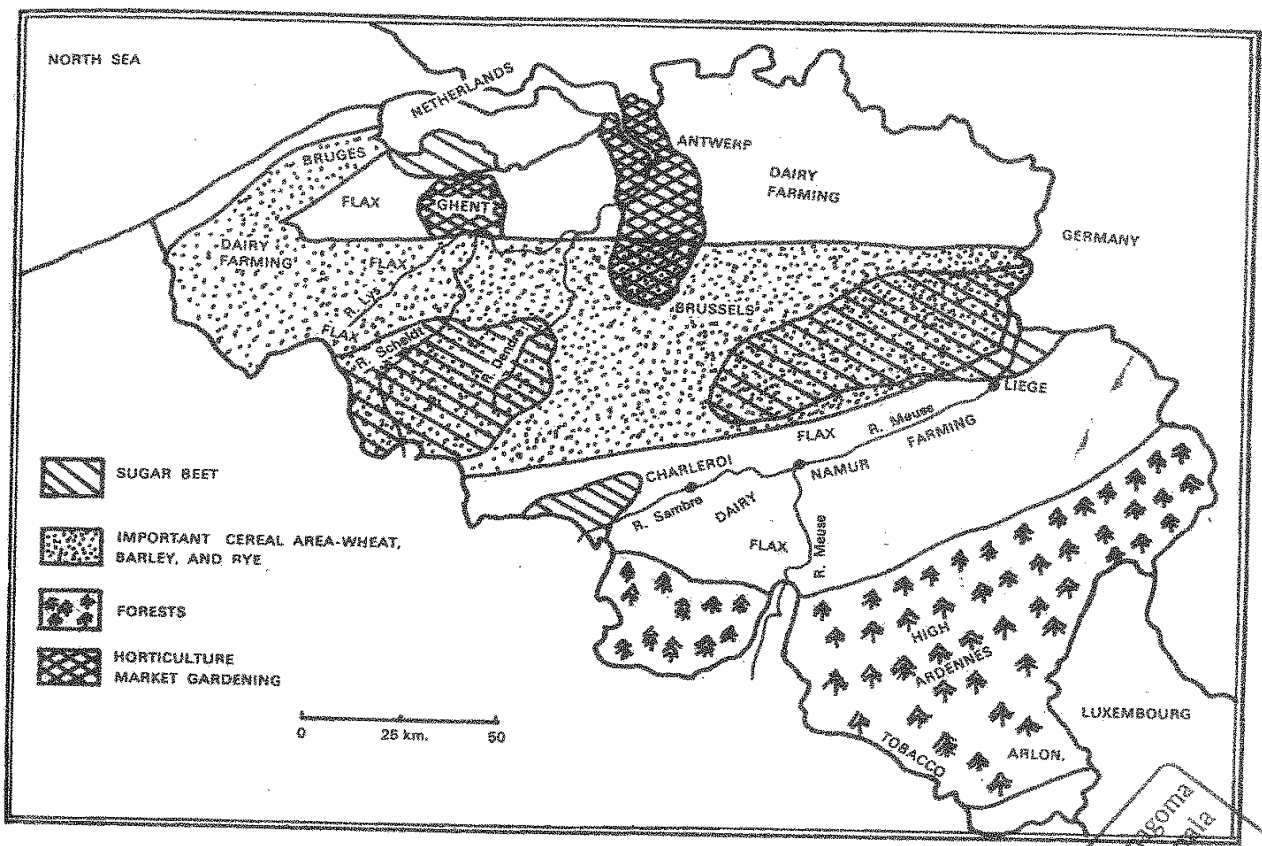 NORTH SEA
NETHERLANDS
BRUGES
ANTWERP
DAIRY
FARMING
FLAX
GHENT
GERMANY
DAIRY
FARMING
FLAX
R. Lys
FLAX
BRUSSELS
R. Scheldt
R. Dendre
LIEGE
FLAX
R. Meuse
FARMING
CHARLEROI
NAMUR
R. Sambre
DAIRY
FLAX
R. Meuse
SUGAR BEET
IMPORTANT CEREAL AREA-WHEAT,
BARLEY, AND RYE
FORESTS
HORTICULTURE
MARKET GARDENING
0
25 km.
50
HIGH
ARDENNES
LUXEMBOURG
TOBACCO
ARLON.